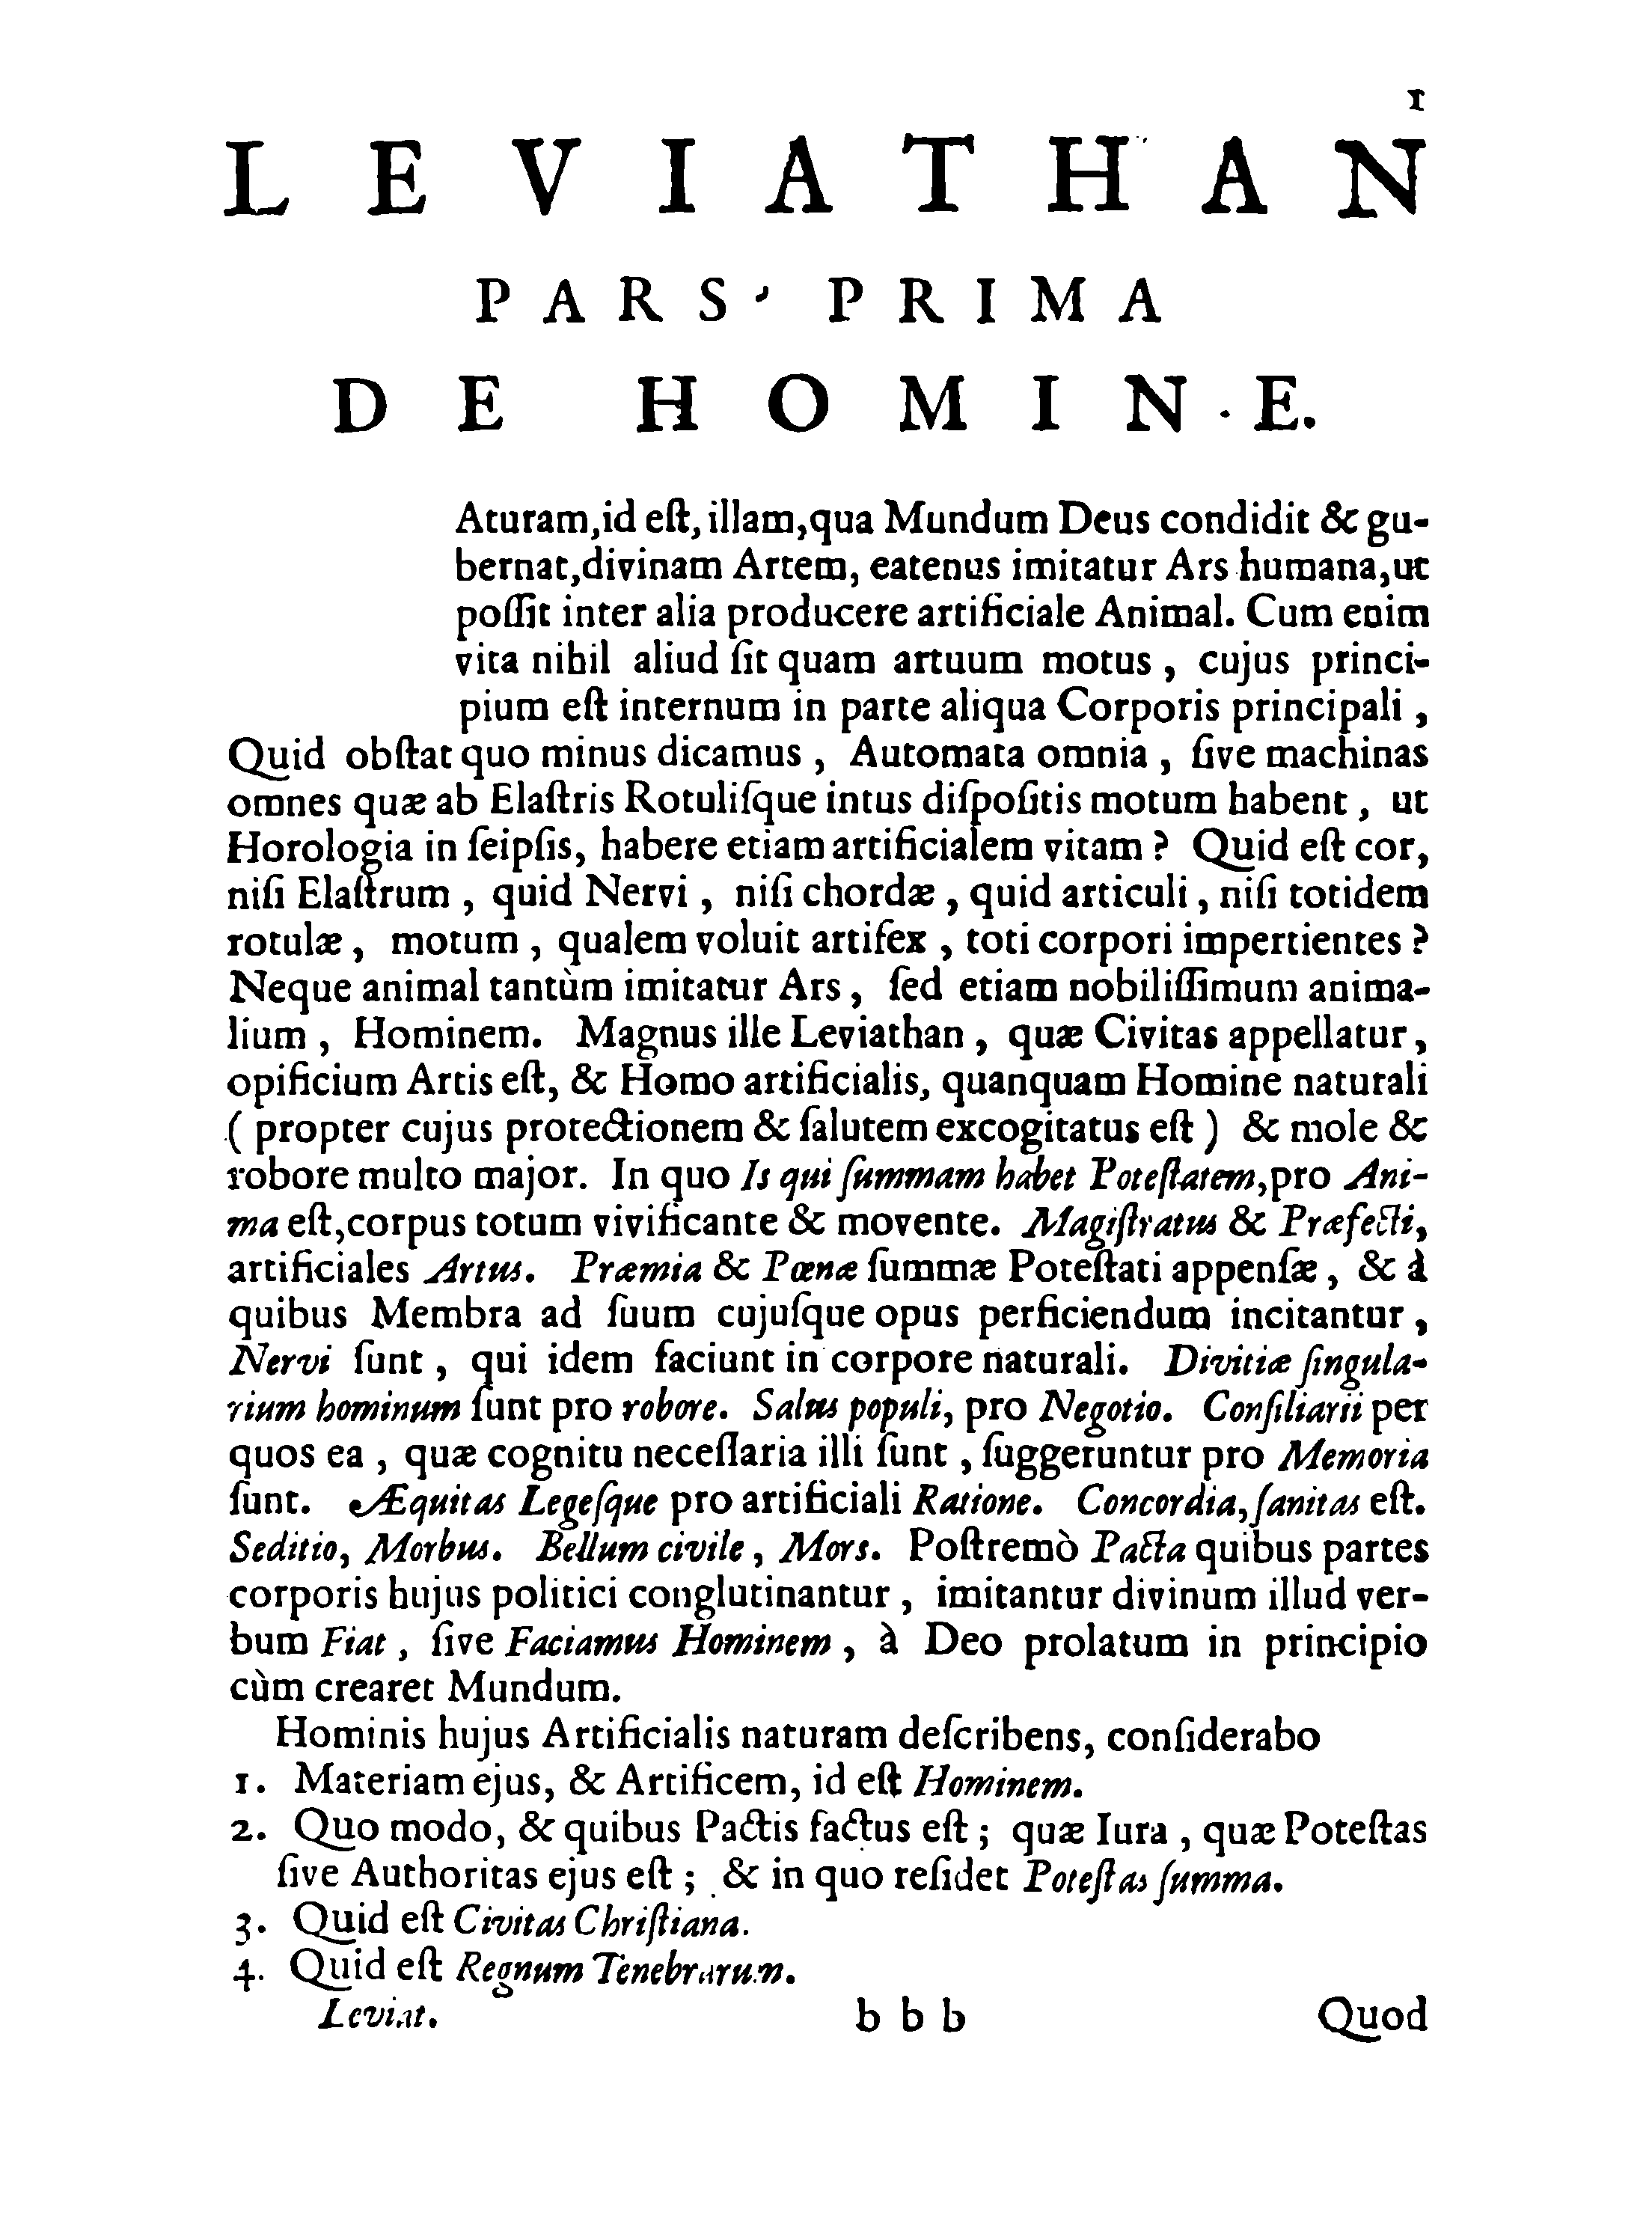 1
LEVIATHAN
PARS PRIMA
DE HOMINE.
Aturam,id eſt, illam,qua Mundum Deus condidit & gu-
bernat,divinam Artem, eatenus imitatur Ars humana,ut
poſſit inter alia producere artificiale Animal. Cum enim
vita nihil aliud ſit quam artuum motus , cujus princi-
pium eſt internum in parte aliqua Corporis principali ,
Quid obſtat quo minus dicamus , Automata omnia , ſive machinas
omnes quæ ab Elaſtris Rotuliſque intus diſpoſitis motum habent , ut
Horologia in ſeipſis, habere etiam artificialem vitam ? Quid eſt cor,
niſi Elaſtrum , quid Nervi , niſi chordæ , quid articuli , niſi totidem
rotulæ , motum , qualem voluit artifex , toti corpori impertientes ?
Neque animal tantùm imitatur Ars , ſed etiam nobiliſſimum anima-
lium , Hominem. Magnus ille Leviathan , quæ Civitas appellatur ,
opificium Artis eſt, & Homo artificialis, quanquam Homine naturali
( propter cujus protectionem & ſalutem excogitatus eſt ) & mole &
robore multo major. In quo Is qui ſummam habet Poteſtatem,pro Ani-
ma eſt,corpus totum vivificante & movente. Magiſtratus & Præfecti,
artificiales Artus. Præmia & Pœnæ ſummæ Poteſtati appenſæ , & à
quibus Membra ad ſuum cujuſque opus perficiendum incitantur ,
Nervi ſunt , qui idem faciunt in corpore naturali. Divitiæ ſingula-
rium hominum ſunt pro robore. Salus populi, pro Negotio. Conſiliarii per
quos ea , quæ cognitu neceſſaria illi ſunt , ſuggeruntur pro Memoria
ſunt. Æquitas Legeſque pro artificiali Ratione. Concordia,ſanitas eſt.
Seditio, Morbus. Bellum civile , Mors. Poſtremò Pacta quibus partes
corporis hujus politici conglutinantur , imitantur divinum illud ver-
bum Fiat , ſive Faciamus Hominem , à Deo prolatum in principio
cùm crearet Mundum.
Hominis hujus Artificialis naturam deſcribens, conſiderabo
1. Materiam ejus, & Artificem, id eſt Hominem.
2. Quo modo, & quibus Pactis factus eſt ; quæ Iura , quæ Poteſtas
ſive Authoritas ejus eſt ; & in quo reſidet Poteſtas ſumma.
3. Quid eſt Civitas Chriſtiana.
4. Quid eſt Regnum Tenebrarum.
Leviat. b b b Quod